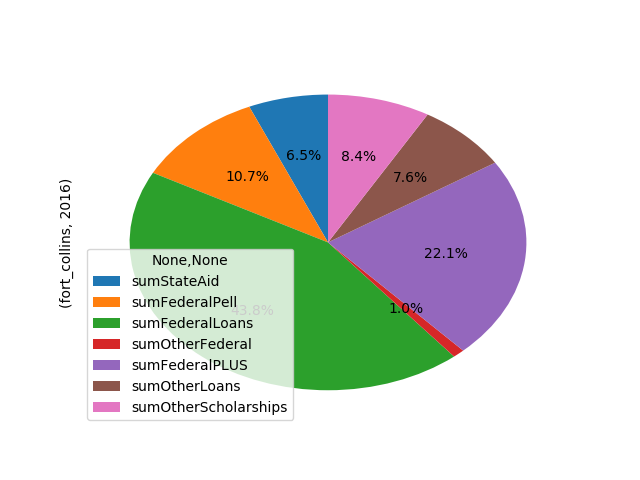 6.5%
8.4%
10.7%
7.6%
(fort_collins, 2016)
22.1%
None,None
sumStateAid
sumFederalPell
43.8%
1.0%
sumFederalLoans
sumOtherFederal
sumFederalPLUS
sumOtherLoans
sumOtherScholarships